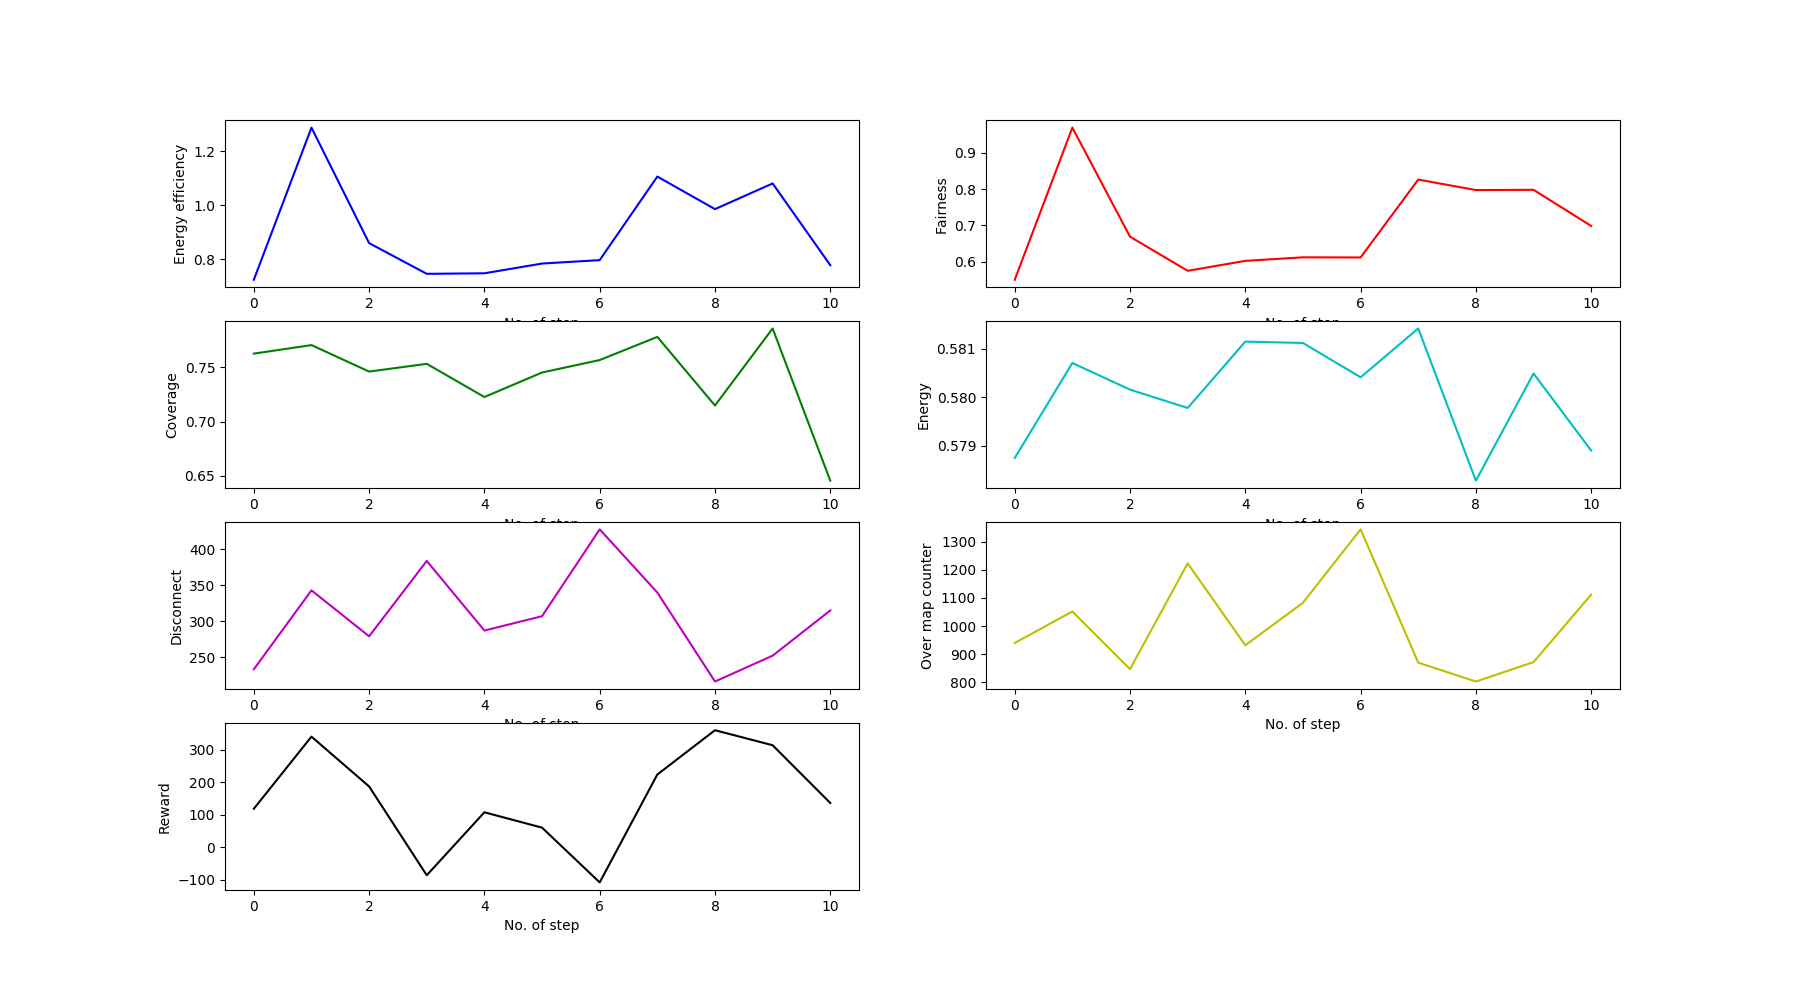 Energy efficiency
1.2
1.0
0.8
0 2 4 6 8 10
Fairness
0.9
0.8
0.7
0.6
0 2 4 6 8 10
Coverage
0.75
0.70
0.65
0 2 4 6 8 10
Energy
0.581
0.580
0.579
0 2 4 6 8 10
Disconnect
400
350
300
250
0 2 4 6 8 10
Over map counter
1300
1200
1100
1000
900
800
0 2 4 6 8 10
No. of step
Reward
300
200
100
0
−100
0 2 4 6 8 10
No. of step